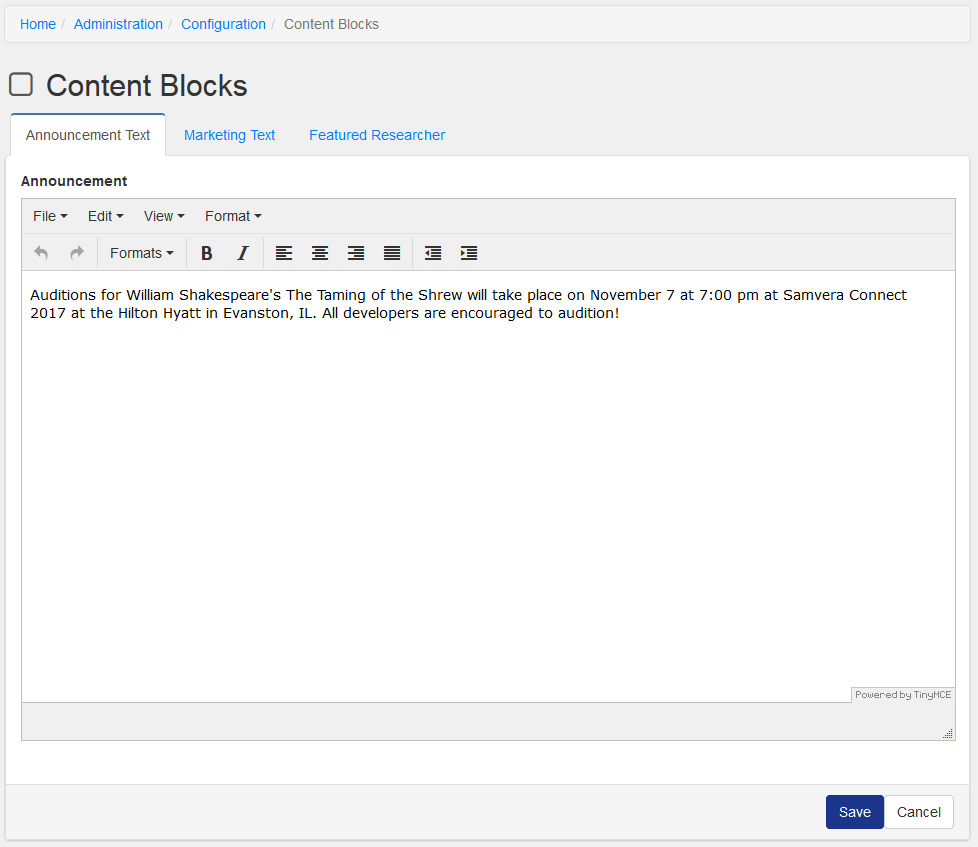 Home / Administration / Configuration / Content Blocks
Content Blocks
Announcement Text Marketing Text Featured Researcher
Announcement
File Edit View Format
Formats B I
Auditions for William Shakespeare's The Taming of the Shrew will take place on November 7 at 7:00 pm at Samvera Connect
2017 at the Hilton Hyatt in Evanston, IL. All developers are encouraged to audition!
Powered by TinyMCE
Save Cancel